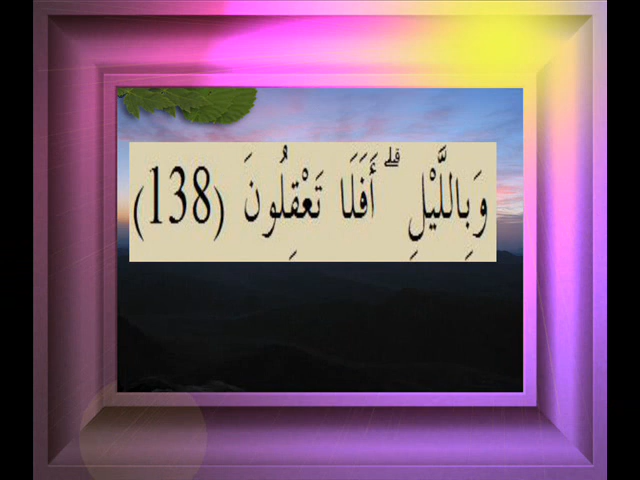 وَبِاللَّيْلِ ۗ أَفَلَا تَعْقِلُونَ (138)